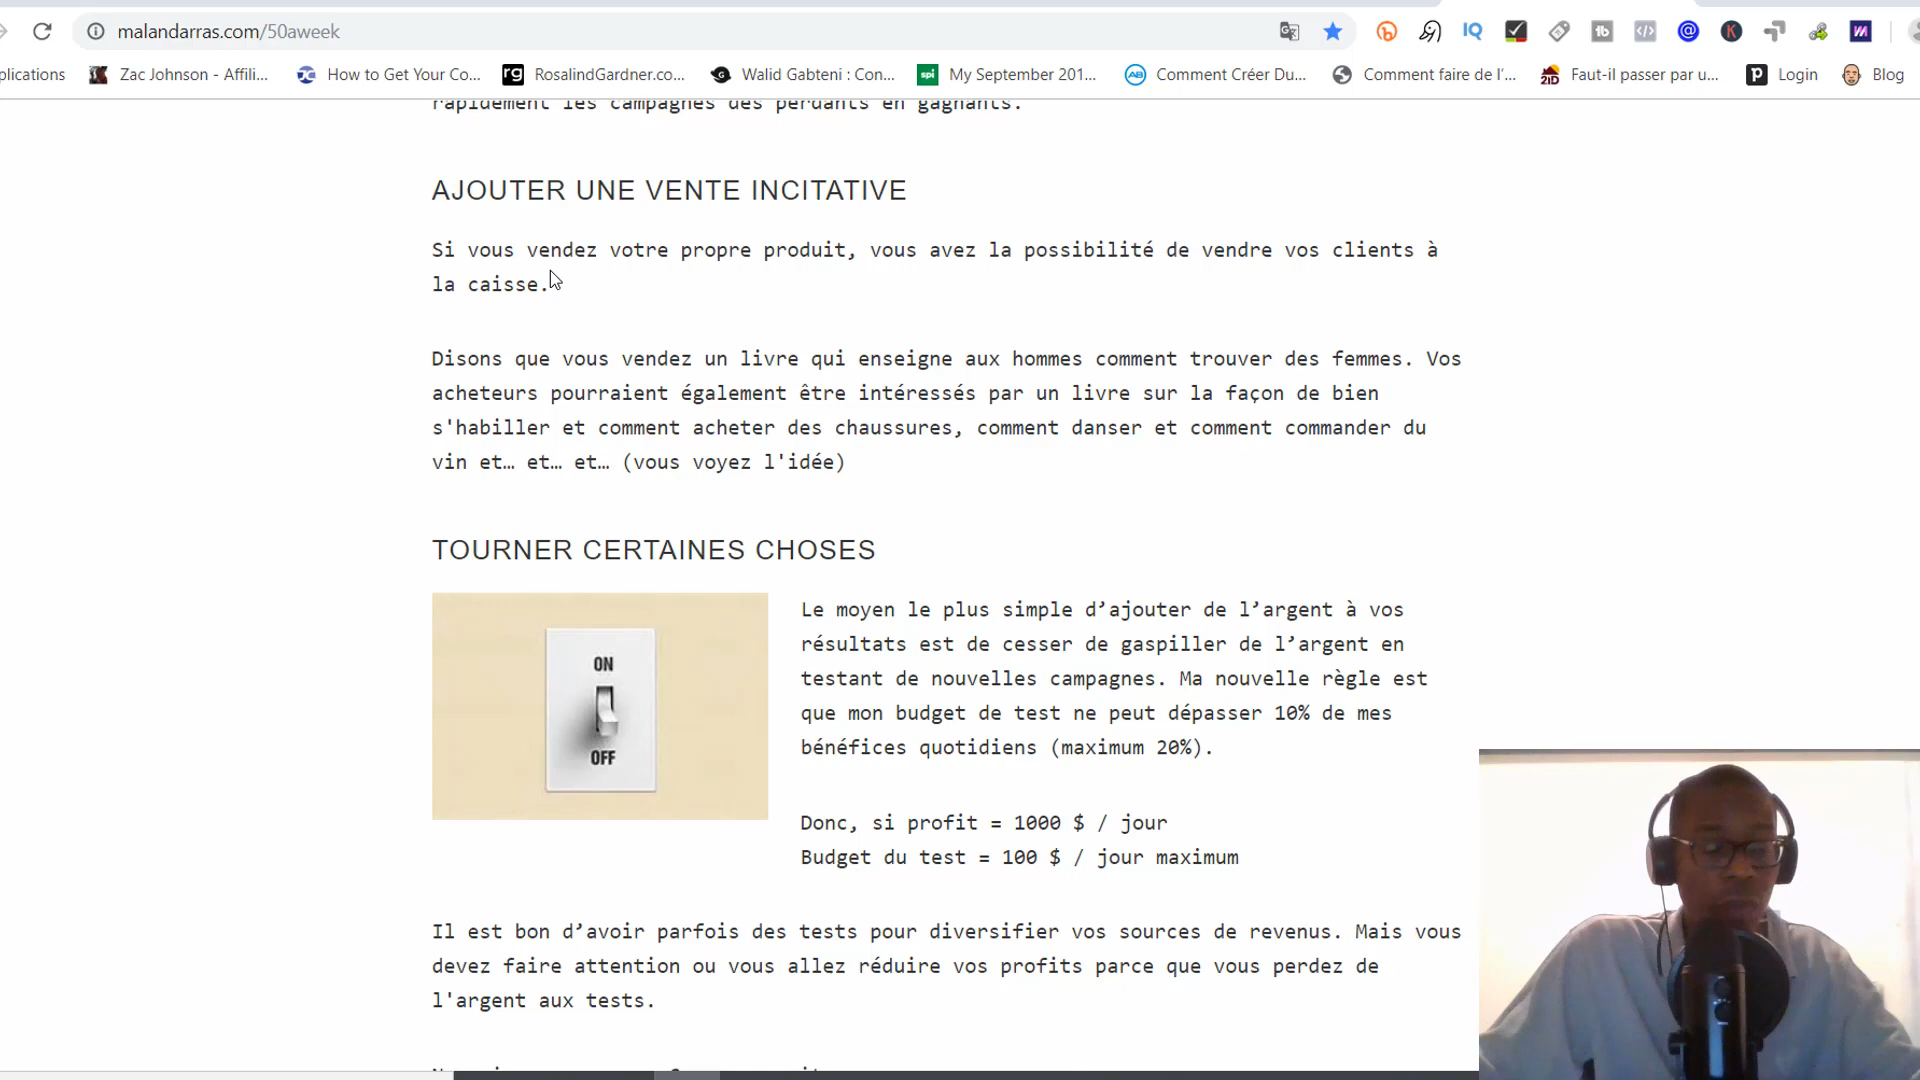 malandarras.com/50aweek
plications
Zac Johnson - Affili...
How to Get Your Co...
RosalindGardner.co...
Walid Gabteni : Con...
My September 201...
Comment Créer Du...
Comment faire de l'...
Faut-il passer par u...
Login
Blog
rapidement les campagnes des perdants en gagnants.
AJOUTER UNE VENTE INCITATIVE
Si vous vendez votre propre produit, vous avez la possibilité de vendre vos clients à
la caisse.
Disons que vous vendez un livre qui enseigne aux hommes comment trouver des femmes. Vos
acheteurs pourraient également être intéressés par un livre sur la façon de bien
s'habiller et comment acheter des chaussures, comment danser et comment commander du
vin et… et… et… (vous voyez l'idée)
TOURNER CERTAINES CHOSES
ON
OFF
Le moyen le plus simple d’ajouter de l’argent à vos
résultats est de cesser de gaspiller de l’argent en
testant de nouvelles campagnes. Ma nouvelle règle est
que mon budget de test ne peut dépasser 10% de mes
bénéfices quotidiens (maximum 20%).
Donc, si profit = 1000 $ / jour
Budget du test = 100 $ / jour maximum
Il est bon d’avoir parfois des tests pour diversifier vos sources de revenus. Mais vous
devez faire attention ou vous allez réduire vos profits parce que vous perdez de
l'argent aux tests.